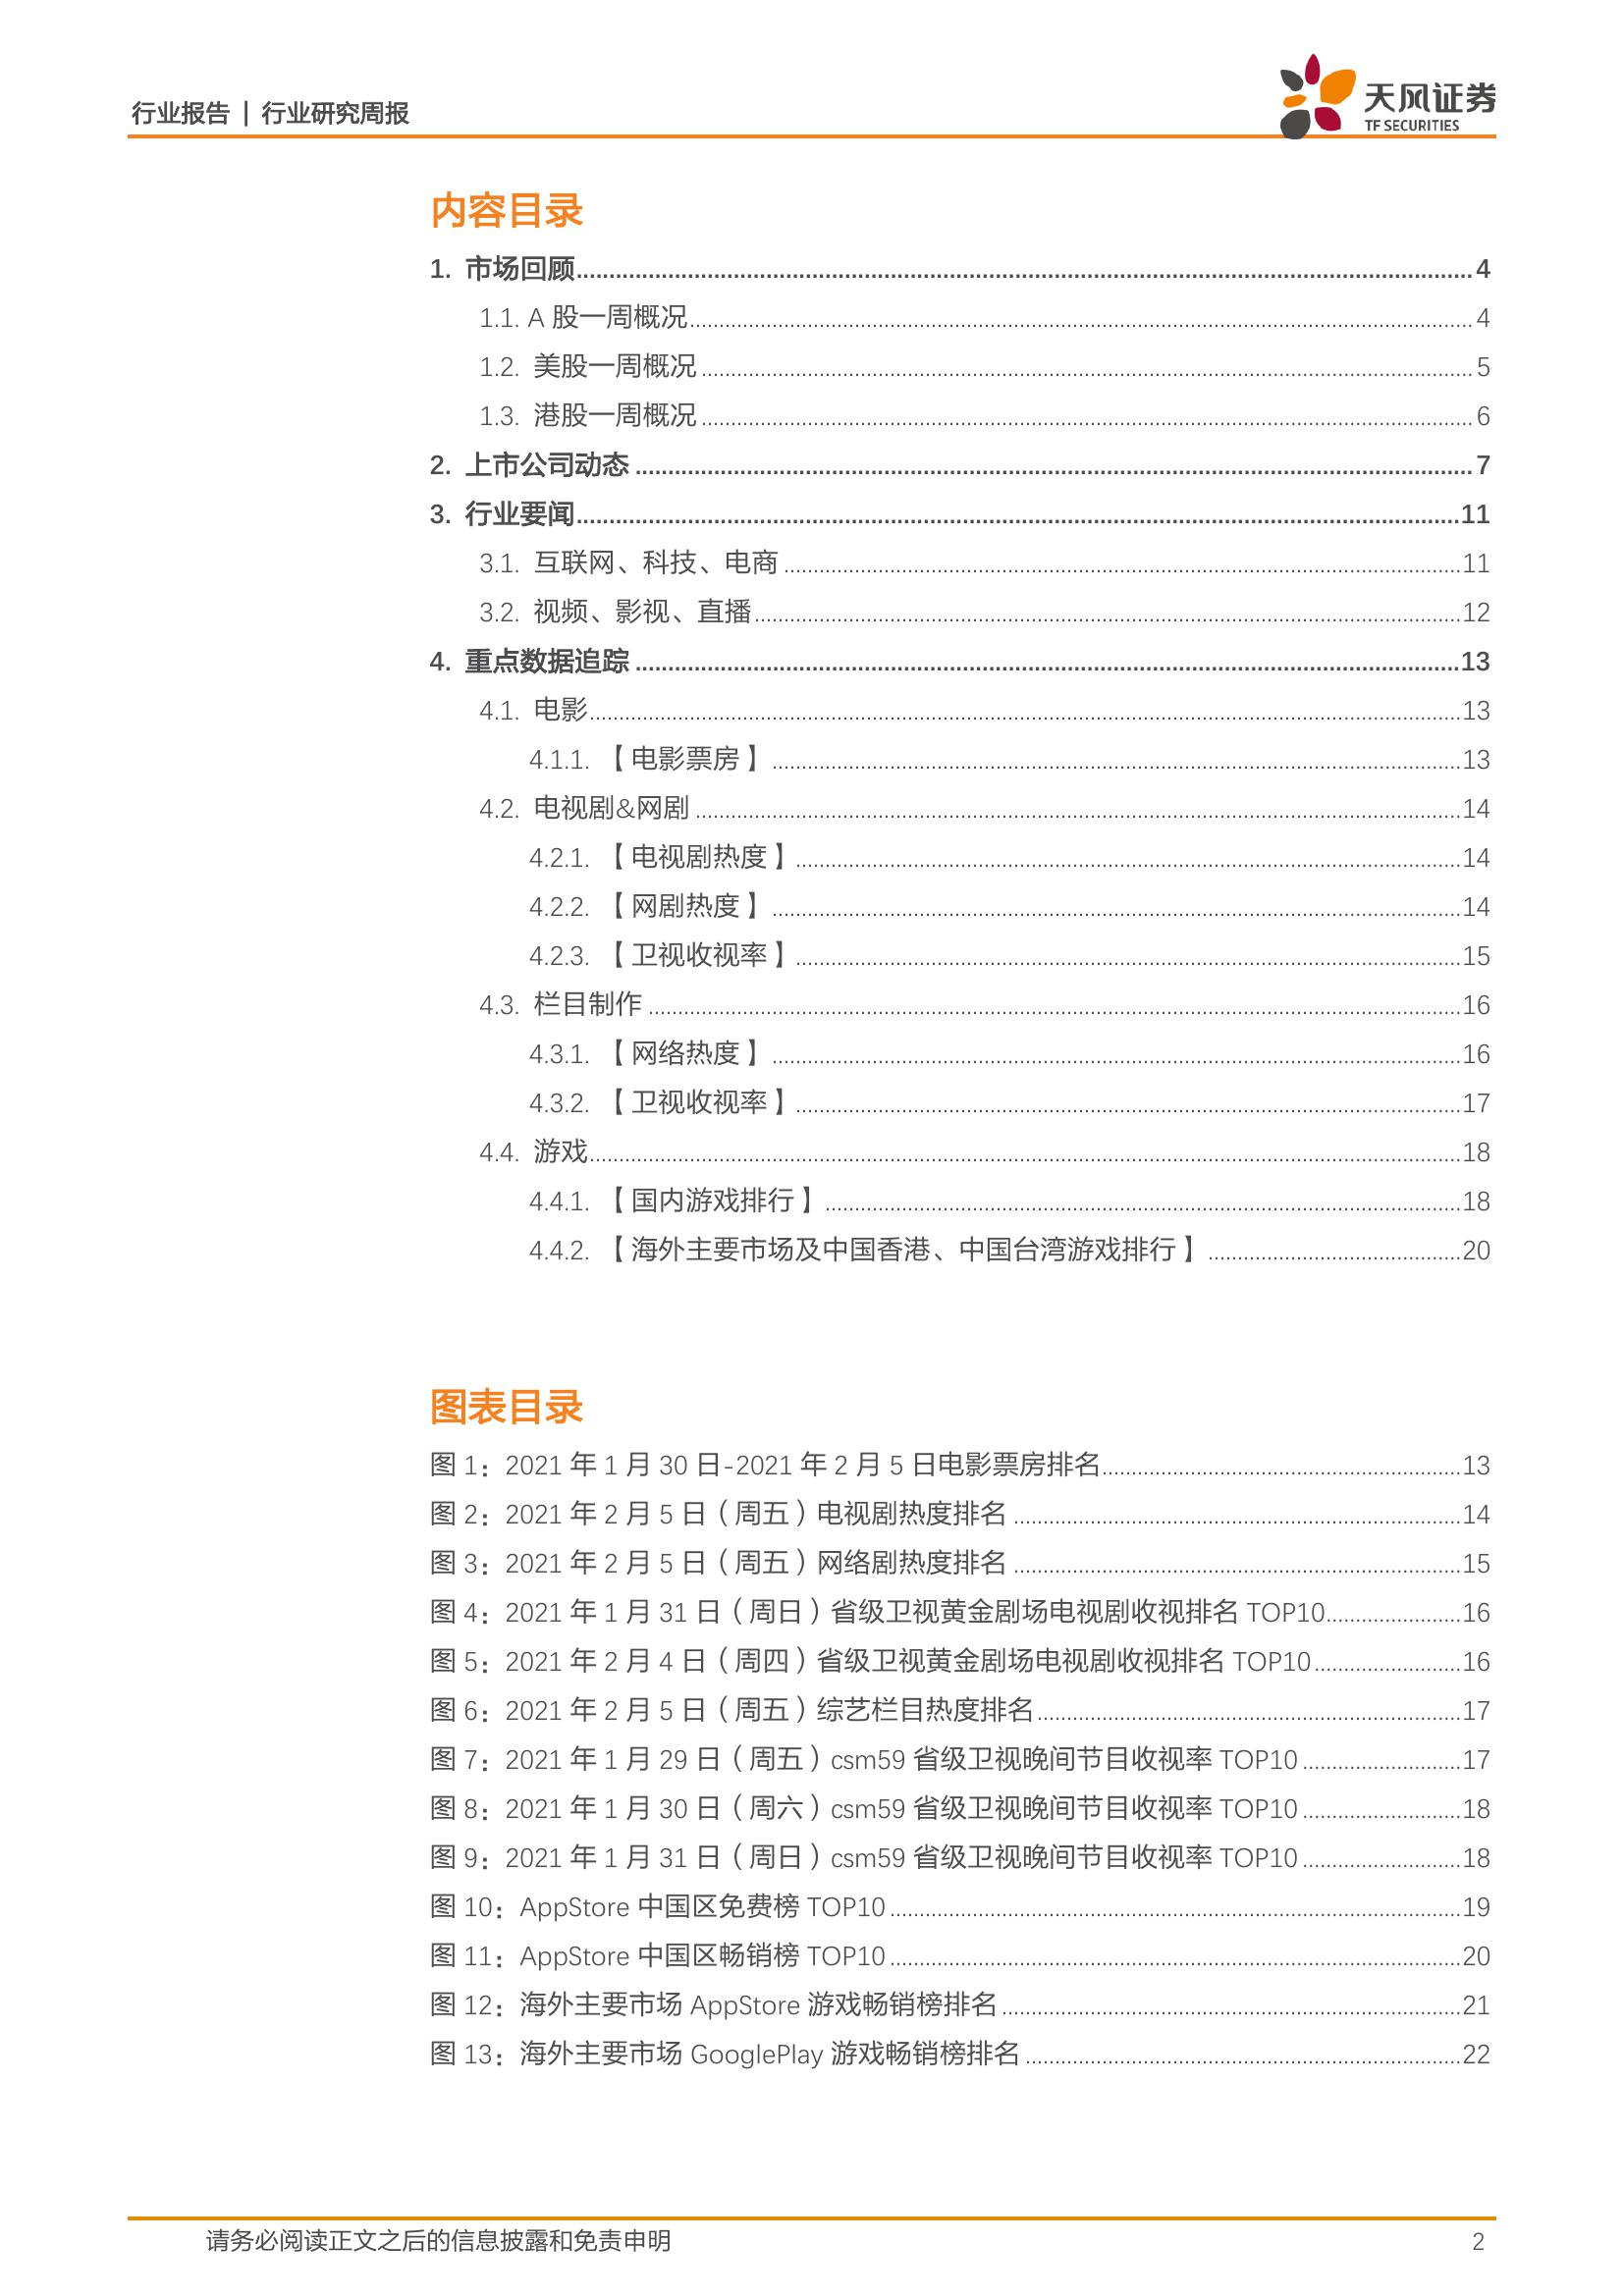 行业报告 | 行业研究周报
天风证券
TF SECURITIES
内容目录
1. 市场回顾 4
1.1. A 股一周概况 4
1.2. 美股一周概况 5
1.3. 港股一周概况 6
2. 上市公司动态 7
3. 行业要闻 11
3.1. 互联网、科技、电商 11
3.2. 视频、影视、直播 12
4. 重点数据追踪 13
4.1. 电影 13
4.1.1. 【电影票房】 13
4.2. 电视剧&网剧 14
4.2.1. 【电视剧热度】 14
4.2.2. 【网剧热度】 14
4.2.3. 【卫视收视率】 15
4.3. 栏目制作 16
4.3.1. 【网络热度】 16
4.3.2. 【卫视收视率】 17
4.4. 游戏 18
4.4.1. 【国内游戏排行】 18
4.4.2. 【海外主要市场及中国香港、中国台湾游戏排行】 20
图表目录
图 1：2021 年 1 月 30 日-2021 年 2 月 5 日电影票房排名 13
图 2：2021 年 2 月 5 日（周五）电视剧热度排名 14
图 3：2021 年 2 月 5 日（周五）网络剧热度排名 15
图 4：2021 年 1 月 31 日（周日）省级卫视黄金剧场电视剧收视排名 TOP10 16
图 5：2021 年 2 月 4 日（周四）省级卫视黄金剧场电视剧收视排名 TOP10 16
图 6：2021 年 2 月 5 日（周五）综艺栏目热度排名 17
图 7：2021 年 1 月 29 日（周五）csm59 省级卫视晚间节目收视率 TOP10 17
图 8：2021 年 1 月 30 日（周六）csm59 省级卫视晚间节目收视率 TOP10 18
图 9：2021 年 1 月 31 日（周日）csm59 省级卫视晚间节目收视率 TOP10 18
图 10：AppStore 中国区免费榜 TOP10 19
图 11：AppStore 中国区畅销榜 TOP10 20
图 12：海外主要市场 AppStore 游戏畅销榜排名 21
图 13：海外主要市场 GooglePlay 游戏畅销榜排名 22
请务必阅读正文之后的信息披露和免责申明 2